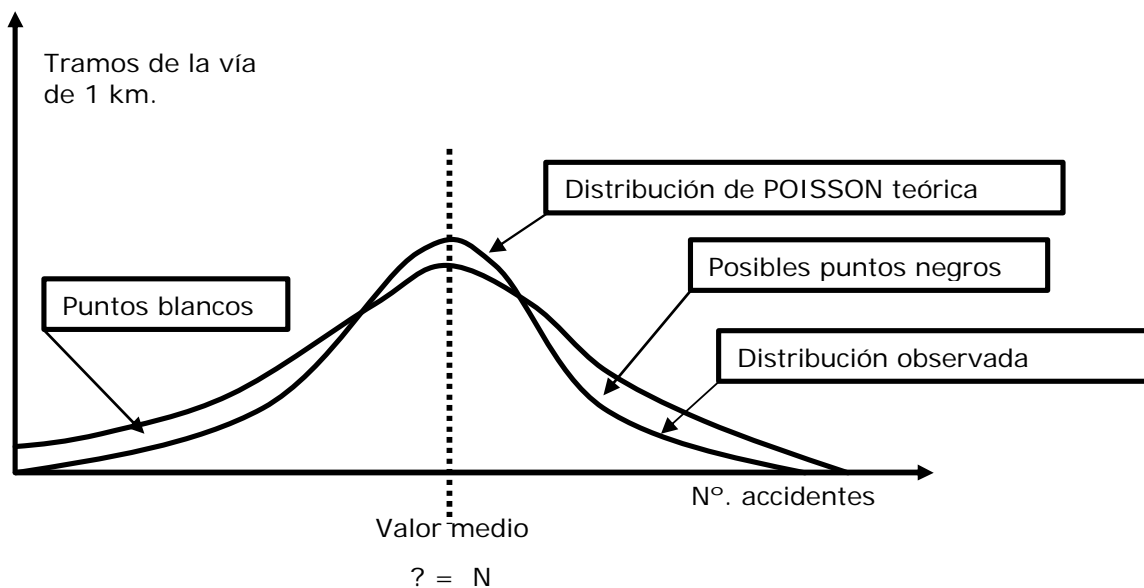 Tramos de la vía
de 1 km.
Distribución de POISSON teórica
Posibles puntos negros
Puntos blancos
Distribución observada
Nº. accidentes
Valor medio
? = N